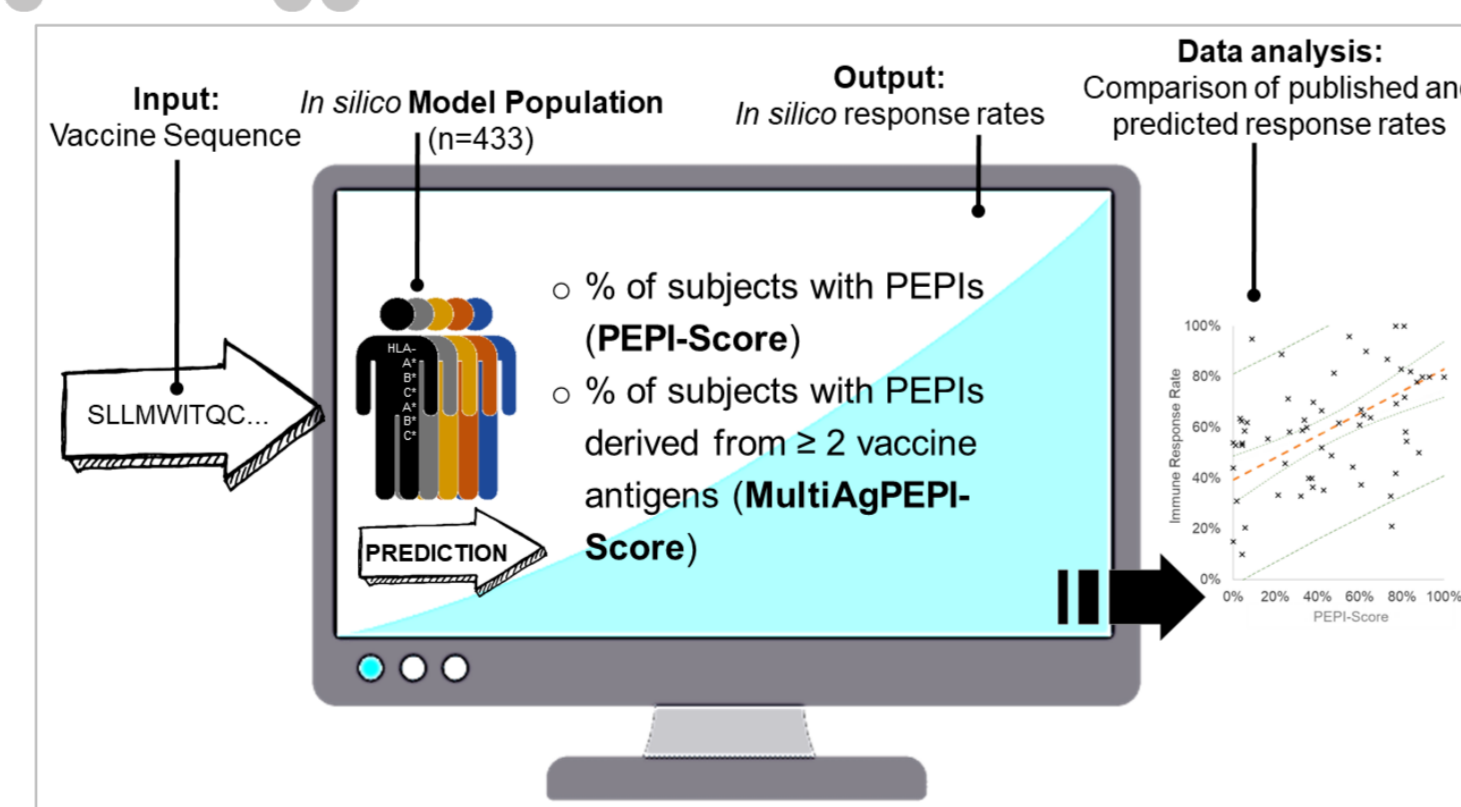 Input:
Vaccine Sequence
In silico Model Population
(n=433)
Output:
In silico response rates
Data analysis:
Comparison of published and
predicted response rates
SLLMWITQC...
HLA-
A*
B*
C*
A*
B*
C*
PREDICTION
○ % of subjects with PEPIs
(PEPI-Score)
○ % of subjects with PEPIs
derived from ≥ 2 vaccine
antigens (MultiAgPEPI-
Score)
Immune Response Rate
100%
80%
60%
40%
20%
0%
0% 20% 40% 60% 80% 100%
PEPI-Score